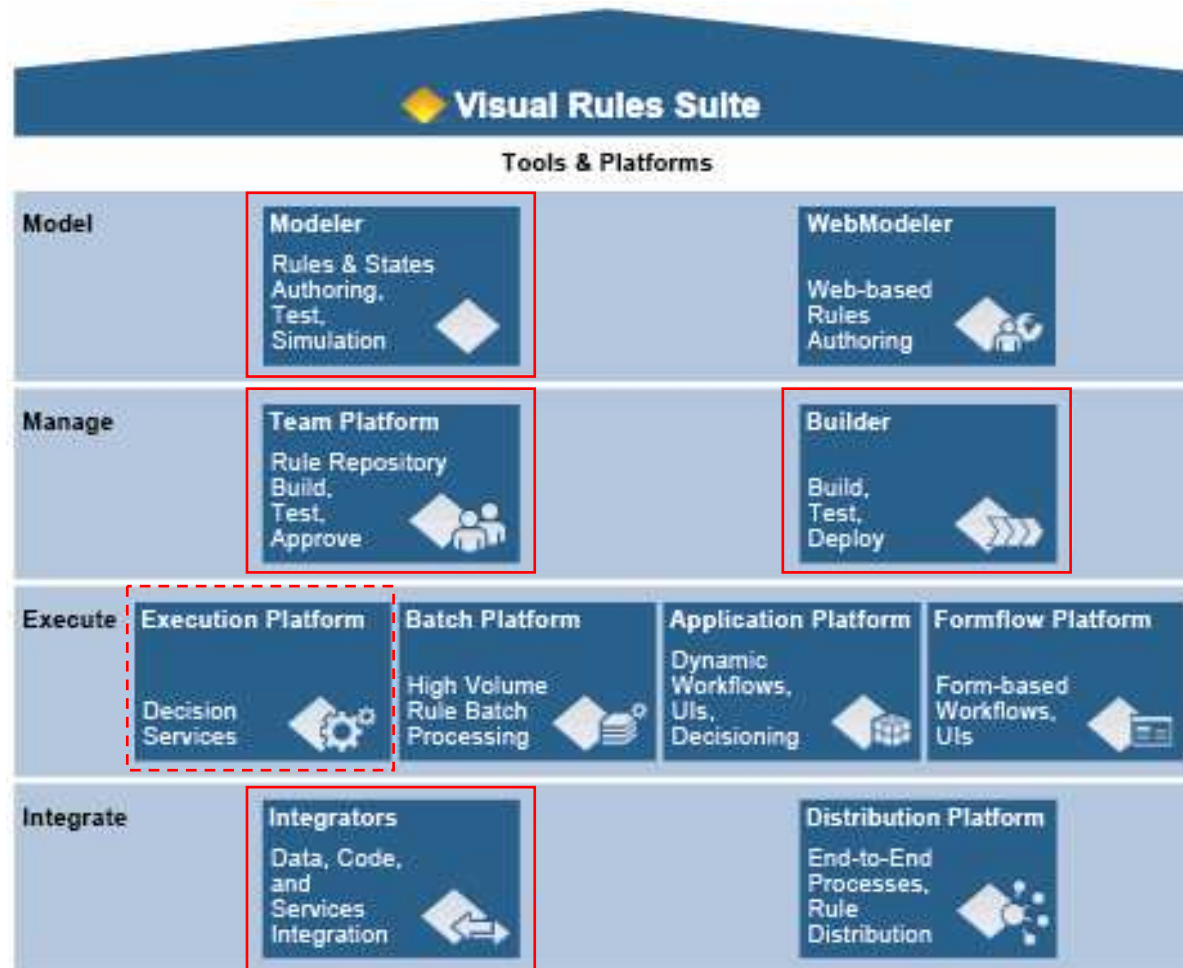 Visual Rules Suite
Tools & Platforms
Model
Modeler
Rules & States
Authoring,
Test,
Simulation
WebModeler
Web-based
Rules
Authoring
Manage
Team Platform
Rule Repository
Build,
Test,
Approve
Builder
Build,
Test,
Deploy
Execute
Execution Platform
Decision
Services
Batch Platform
High Volume
Rule Batch
Processing
Application Platform
Dynamic
Workflows,
UIs,
Decisioning
Formflow Platform
Form-based
Workflows,
UIs
Integrate
Integrators
Data, Code,
and
Services
Integration
Distribution Platform
End-to-End
Processes,
Rule
Distribution